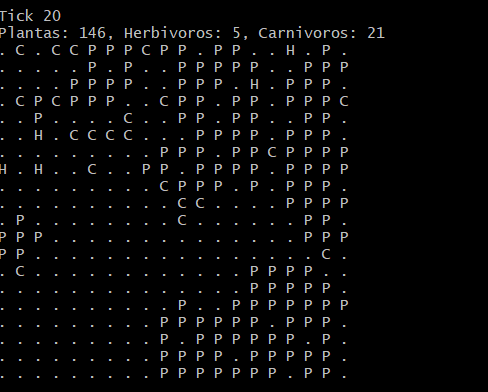 Tick 20
Plantas: 146, Herbivoros: 5, Carnivoros: 21
. C . C C P P P C P P . P P . . H . P .
. . . . . P . P . . P P P P P . . P P P
. . . . P P P P . . P P P . H . P P P .
. C P C P P P . . C P P . P P . P P P C
. . P . . . . C . . P P . P P . . P P .
. . H . C C C C . . . P P P P . P P P .
. . . . . . . . . P P P . P P C P P P P
H . H . . C . . P P . P P P P . P P P P
. . . . . . . . . C P P P . P . P P P .
. . . . . . . . . . C C . . . . P P P P
. P . . . . . . . . C . . . . . . P P .
P P P . . . . . . . . . . . . . . P P P
P P . . . . . . . . . . . . . . . . C .
. C . . . . . . . . . . . . P P P P . .
. . . . . . . . . . . . . . P P P P P .
. . . . . . . . . . P . . P P P P P P P
. . . . . . . . . P P P P P P . P P P .
. . . . . . . . . P . P P P P P P . P .
. . . . . . . . . P P P P . P P P P P .
. . . . . . . . . P P P P P P P . P P .